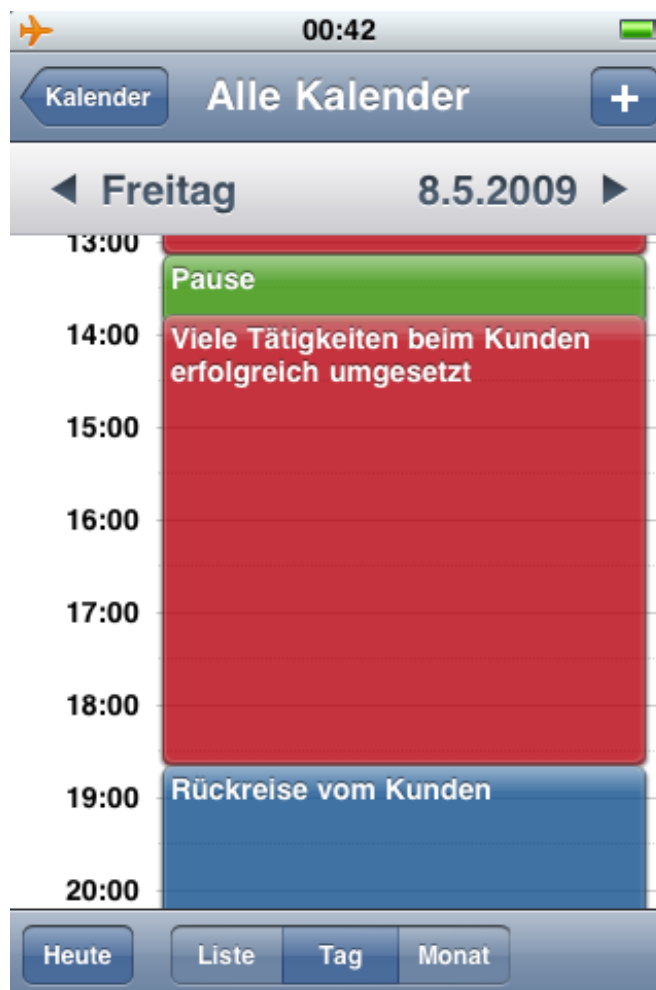 00:42
Kalender
Alle Kalender
+
Freitag
8.5.2009
13:00
Pause
14:00
Viele Tätigkeiten beim Kunden
erfolgreich umgesetzt
15:00
16:00
17:00
18:00
Rückreise vom Kunden
19:00
20:00
Heute
Liste
Tag
Monat